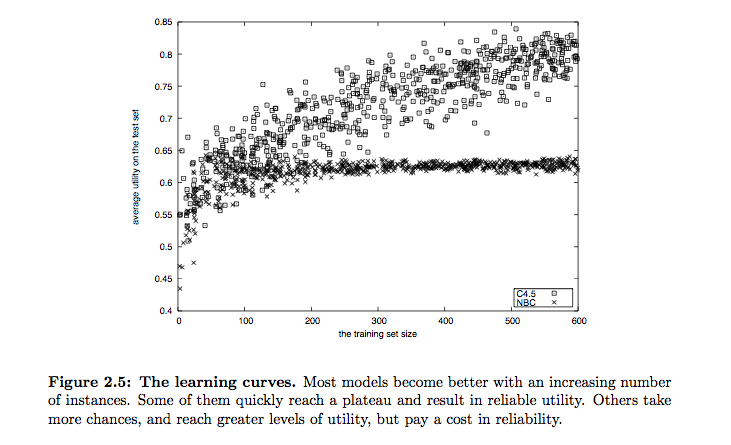 0.85
0.8
0.75
0.7
0.65
0.6
0.55
0.5
0.45
0.4
average utility on the test set
C4.5
NBC
0 100 200 300 400 500 600
the training set size
Figure 2.5: The learning curves. Most models become better with an increasing number
of instances. Some of them quickly reach a plateau and result in reliable utility. Others take
more chances, and reach greater levels of utility, but pay a cost in reliability.